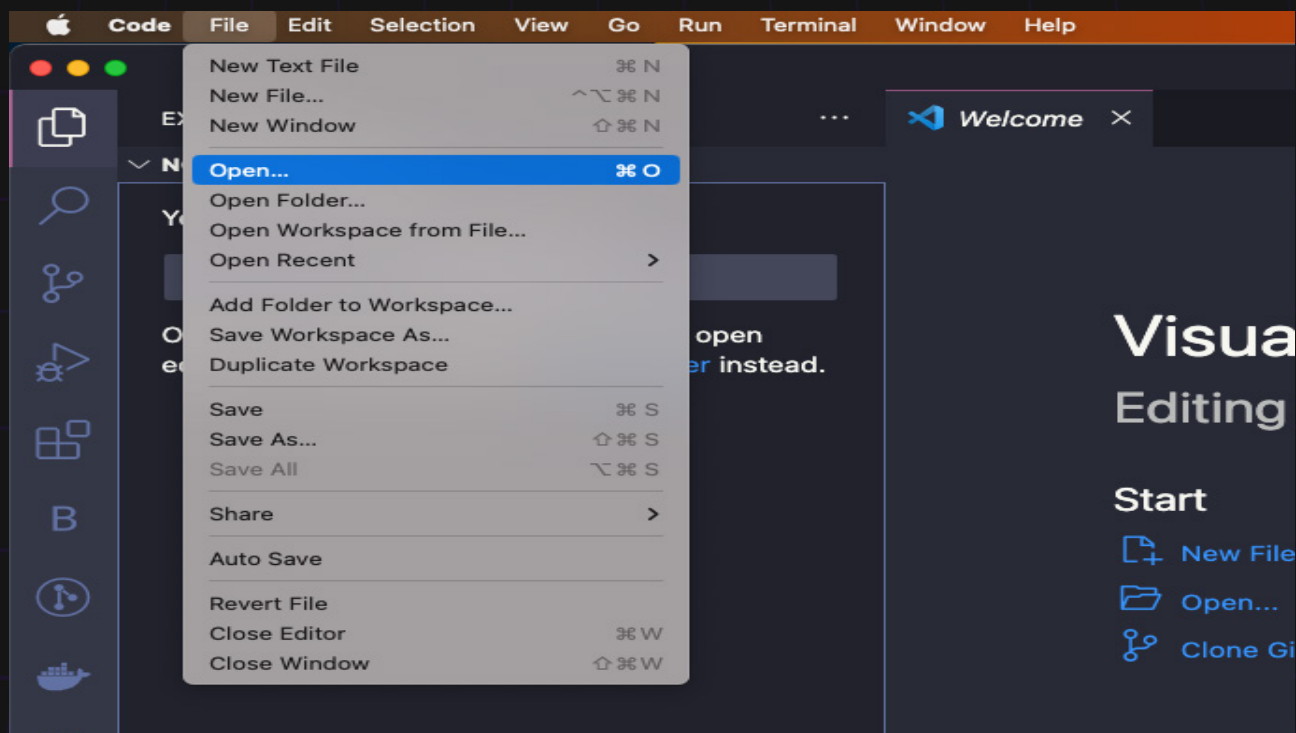 Code File Edit Selection View Go Run Terminal Window Help
New Text File ⌘ N
New File... ^⌥⌘ N
New Window ⇧⌘ N
Open... ⌘ O
Open Folder...
Open Workspace from File...
Open Recent >
Add Folder to Workspace...
Save Workspace As...
Duplicate Workspace
Save ⌘ S
Save As... ⇧⌘ S
Save All ⌥⌘ S
Share >
Auto Save
Revert File
Close Editor ⌘W
Close Window ⇧⌘W
open
instead.
B
Welcome
Editing
Start
New File
Open...
Clone